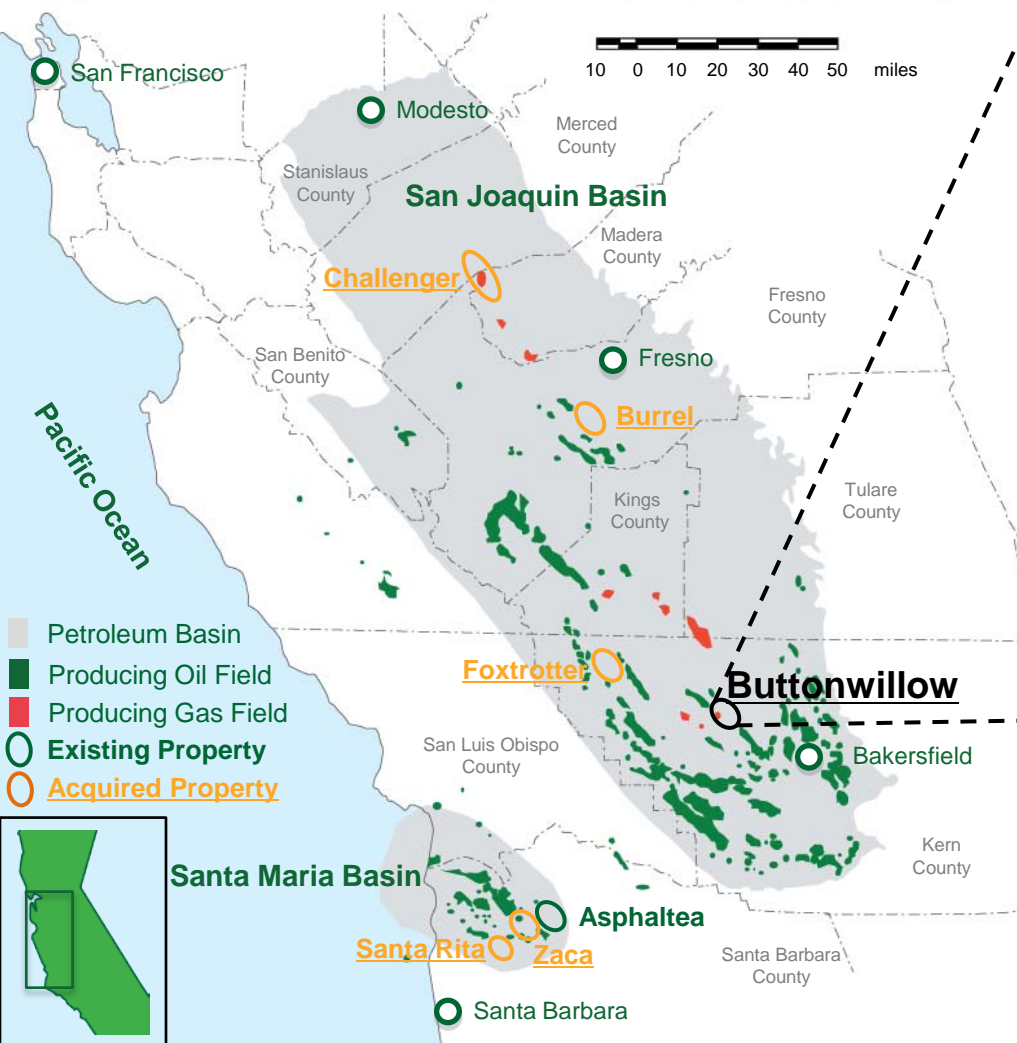 10 0 10 20 30 40 50 miles
San Francisco
Modesto
Merced
County
Stanislaus
County
San Joaquin Basin
Madera
County
Challenger
Fresno
County
San Benito
County
Fresno
Burrel
Pacific Ocean
Kings
County
Tulare
County
Petroleum Basin
Producing Oil Field
Producing Gas Field
Existing Property
Acquired Property
Foxtrotter
Buttonwillow
San Luis Obispo
County
Bakersfield
Kern
County
Santa Maria Basin
Asphaltea
Santa Rita
Zaca
Santa Barbara
County
Santa Barbara